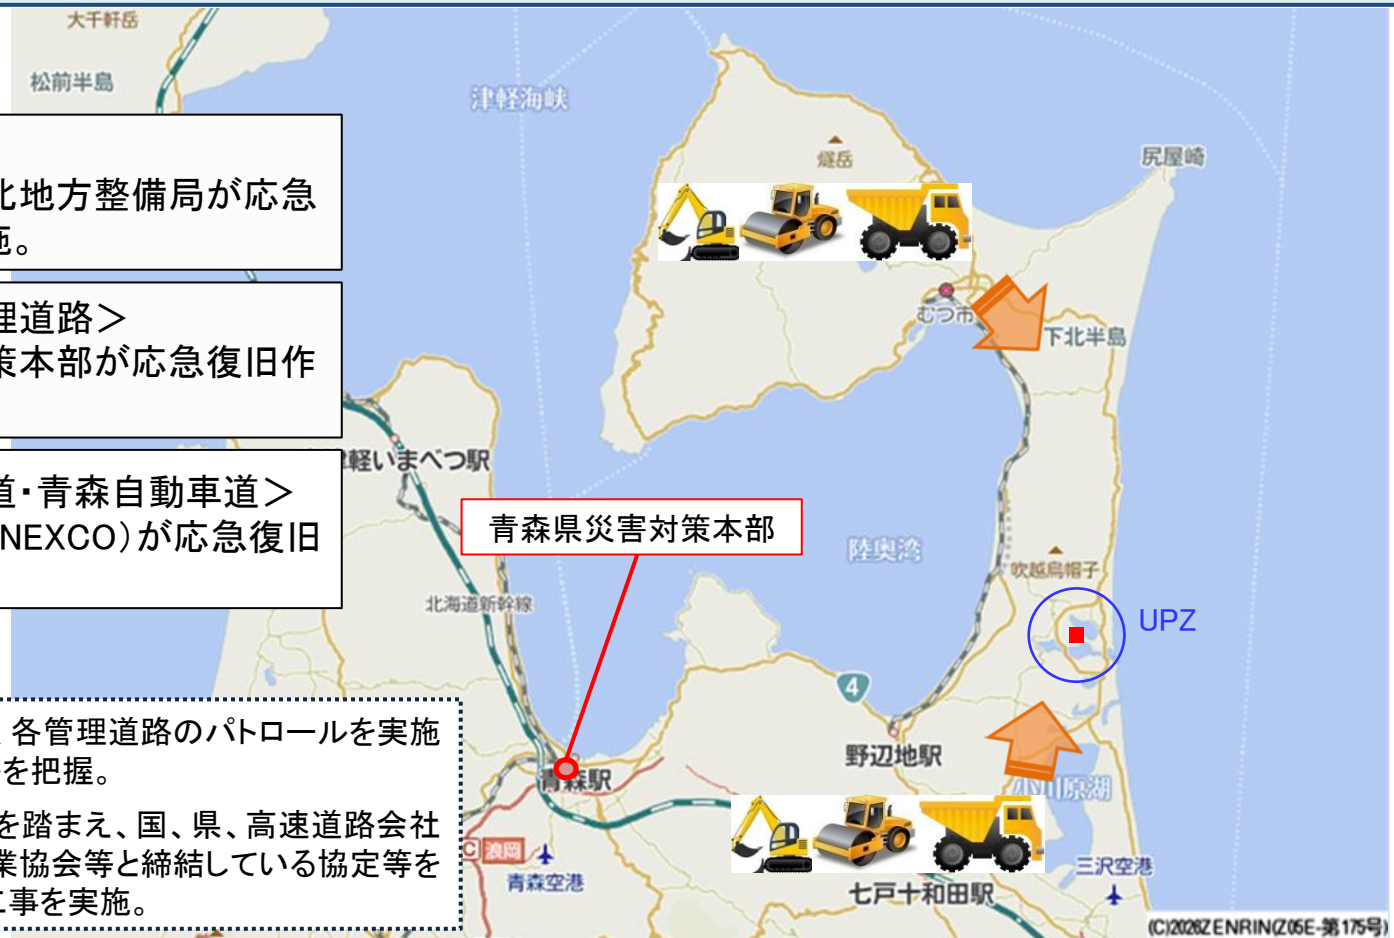 大千軒岳
松前半島
津軽海峡
燧岳
尻屋崎
北地方整備局が応急
施。
理道路＞
策本部が応急復旧作
むつ市
下北半島
軽いまべつ駅
道・青森自動車道＞
NEXCO）が応急復旧
青森県災害対策本部
陸奥湾
吹越烏帽子
北海道新幹線
UPZ
4
各管理道路のパトロールを実施
を把握。
野辺地駅
青森駅
小川原湖
を踏まえ、国、県、高速道路会社
業協会等と締結している協定等を
工事を実施。
C 浪岡
青森空港
三沢空港
七戸十和田駅
(C)2026ZENRIN(Z05E-第175号)